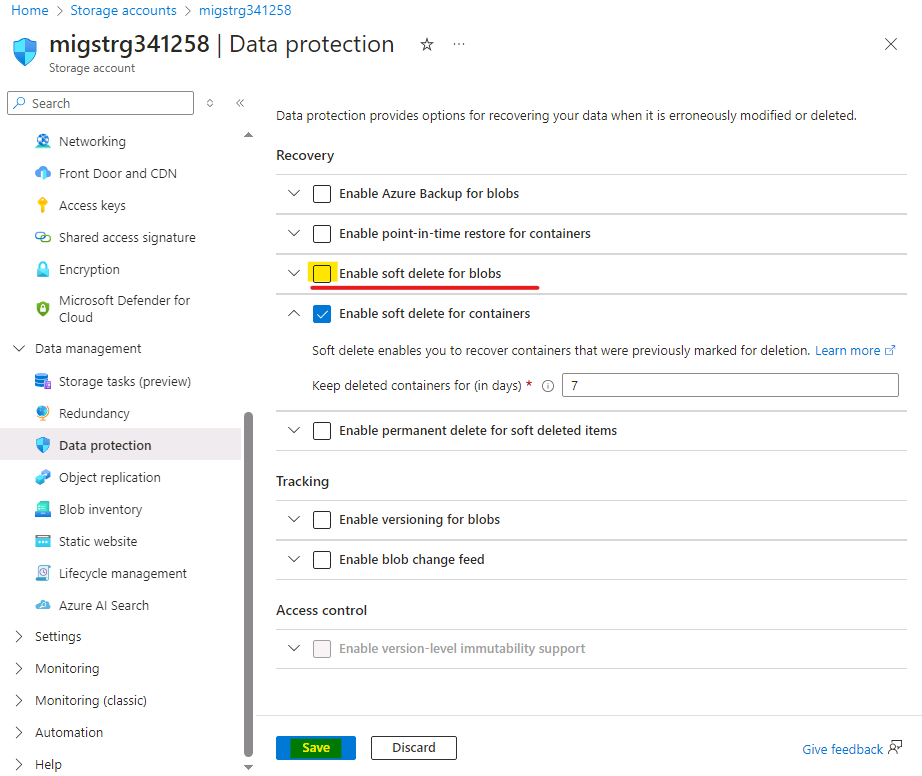 Home > Storage accounts > migstrg341258
migstrg341258 | Data protection ☆ ...
Storage account
Search
Data protection provides options for recovering your data when it is erroneously modified or deleted.
Networking
Front Door and CDN
Access keys
Shared access signature
Encryption
Microsoft Defender for
Cloud
Data management
Storage tasks (preview)
Redundancy
Data protection
Object replication
Blob inventory
Static website
Lifecycle management
Azure AI Search
Settings
Monitoring
Monitoring (classic)
Automation
Help
Recovery
Enable Azure Backup for blobs
Enable point-in-time restore for containers
Enable soft delete for blobs
Enable soft delete for containers
Soft delete enables you to recover containers that were previously marked for deletion. Learn more
Keep deleted containers for (in days) * 7
Enable permanent delete for soft deleted items
Tracking
Enable versioning for blobs
Enable blob change feed
Access control
Enable version-level immutability support
Save Discard Give feedback